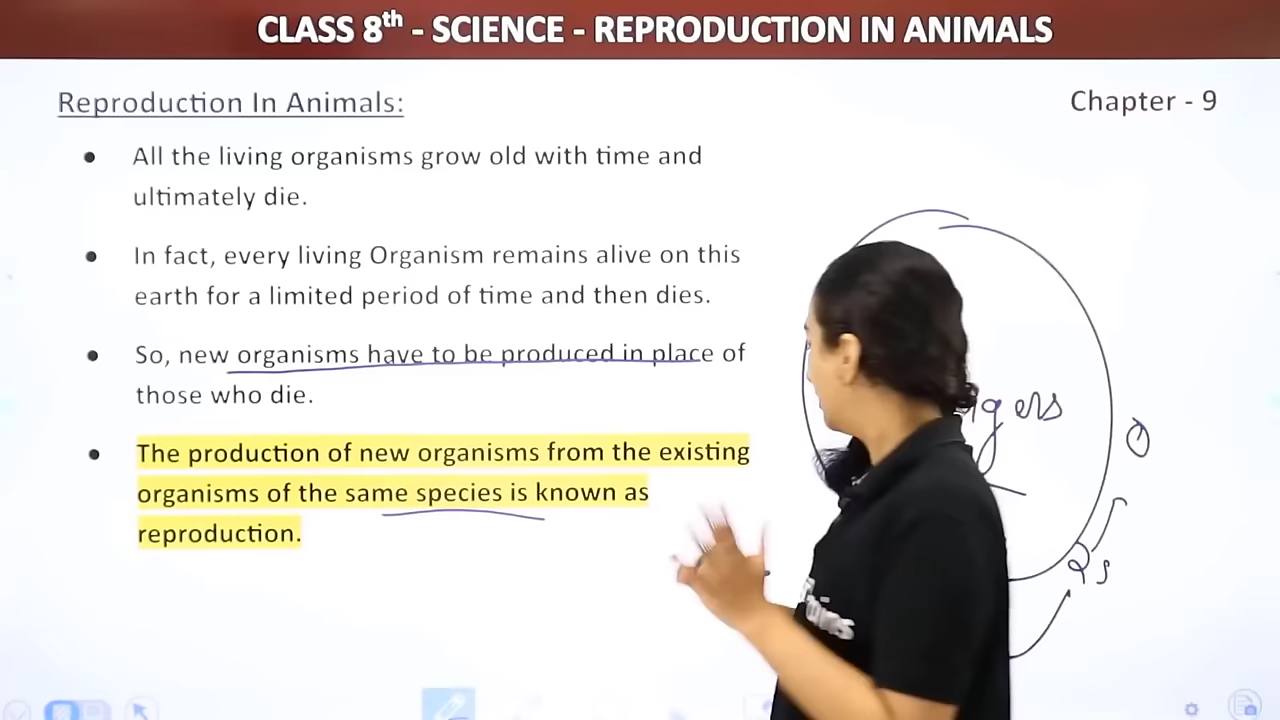 CLASS 8th - SCIENCE - REPRODUCTION IN ANIMALS
Reproduction In Animals:
Chapter - 9
● All the living organisms grow old with time and
ultimately die.
● In fact, every living Organism remains alive on this
earth for a limited period of time and then dies.
● So, new organisms have to be produced in place of
those who die.
● The production of new organisms from the existing
organisms of the same species is known as
reproduction.